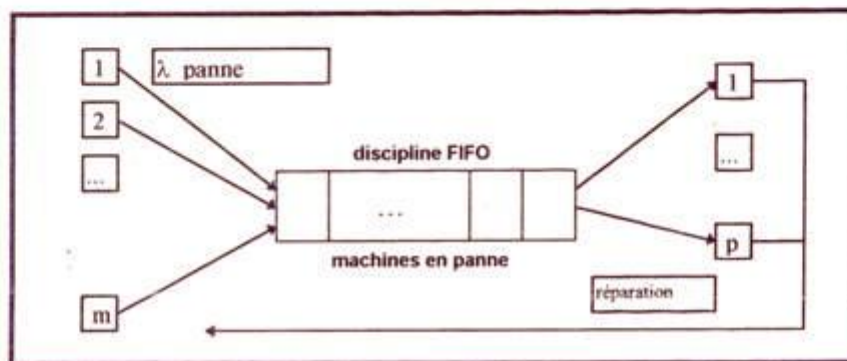 1
λ panne
1
2
discipline FIFO
...
...
...
machines en panne
p
m
réparation